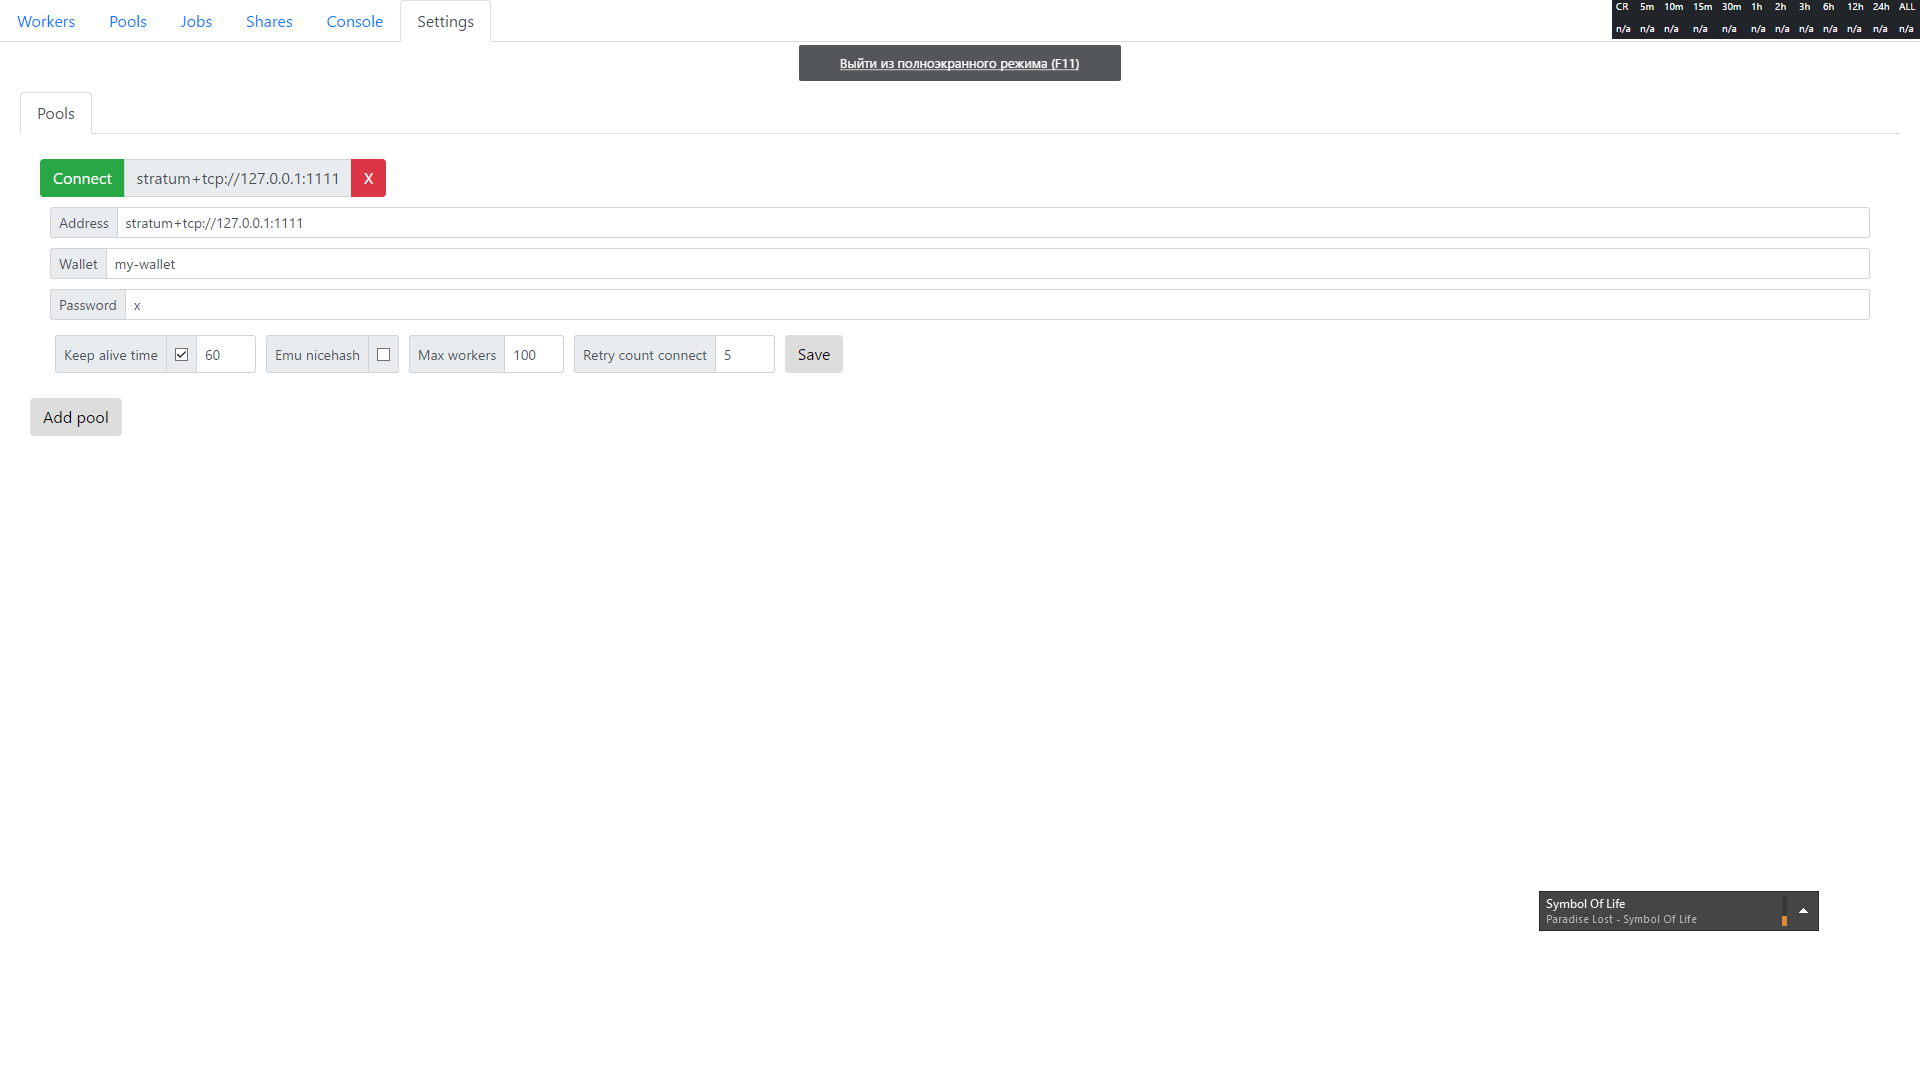 Workers Pools Jobs Shares Console Settings
CR 5m 10m 15m 30m 1h 2h 3h 6h 12h 24h ALL
n/a n/a n/a n/a n/a n/a n/a n/a n/a n/a n/a n/a
Выйти из полноэкранного режима (F11)
Pools
Connect stratum+tcp://127.0.0.1:1111 X
Address stratum+tcp://127.0.0.1:1111
Wallet my-wallet
Password x
Keep alive time 60 Emu nicehash Max workers 100 Retry count connect 5 Save
Add pool
Symbol Of Life
Paradise Lost - Symbol Of Life